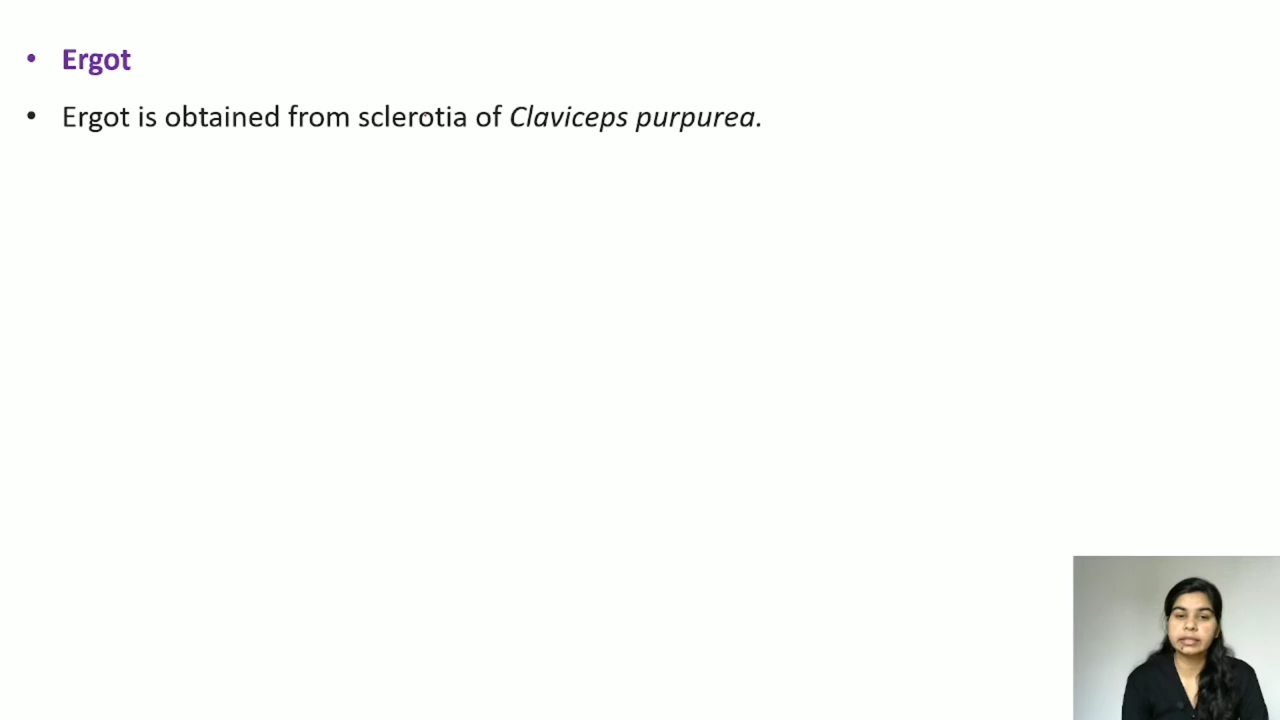 • Ergot
• Ergot is obtained from sclerotia of Claviceps purpurea.